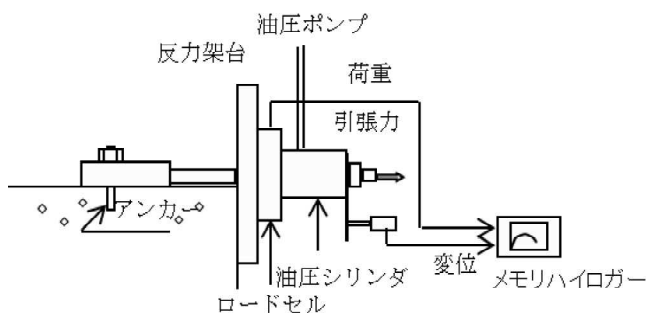 油圧ポンプ
反力架台
荷重
引張力
アンカー
変位
油圧シリンダ
メモリハイロガー
ロードセル